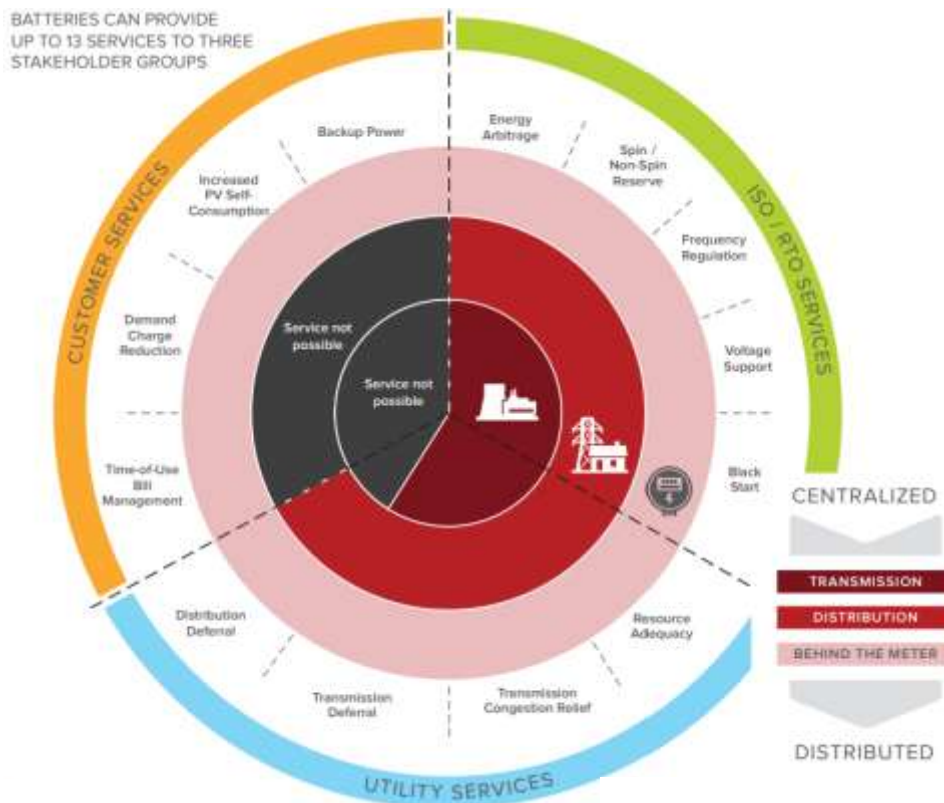 BATTERIES CAN PROVIDE
UP TO 13 SERVICES TO THREE
STAKEHOLDER GROUPS
CUSTOMER SERVICES
ISO / RTO SERVICES
UTILITY SERVICES
Backup Power
Increased
PV Self-
Consumption
Demand
Charge
Reduction
Time-of-Use
Bill
Management
Energy
Arbitrage
Spin /
Non-Spin
Reserve
Frequency
Regulation
Voltage
Support
Black
Start
Resource
Adequacy
Transmission
Congestion Relief
Transmission
Deferral
Distribution
Deferral
Service not
possible
Service not
possible
CENTRALIZED
TRANSMISSION
DISTRIBUTION
BEHIND THE METER
DISTRIBUTED